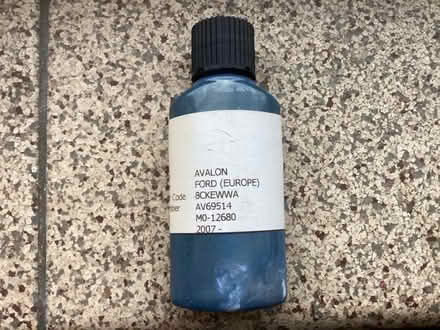 AVALON
FORD (EUROPE)
Code 8CKEWWA
AV69514
M0-12680
2007 -